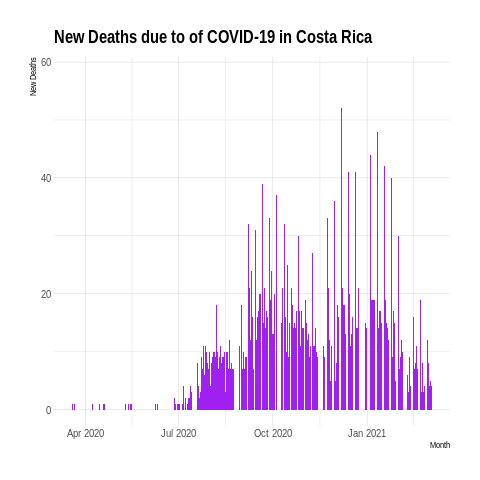 New Deaths due to of COVID-19 in Costa Rica
New Deaths
60
40
20
0
Apr 2020 Jul 2020 Oct 2020 Jan 2021
Month